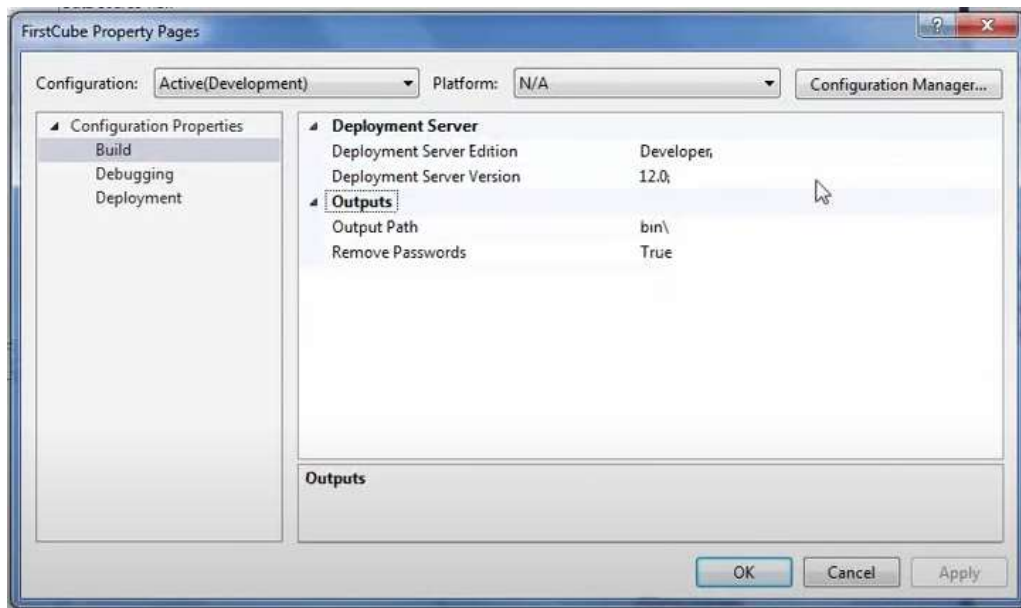 FirstCube Property Pages
Configuration: Active(Development) Platform: N/A Configuration Manager...
Configuration Properties
Build
Debugging
Deployment
Deployment Server
Deployment Server Edition Developer,
Deployment Server Version 12.0;
Outputs
Output Path bin\
Remove Passwords True
Outputs
OK Cancel Apply